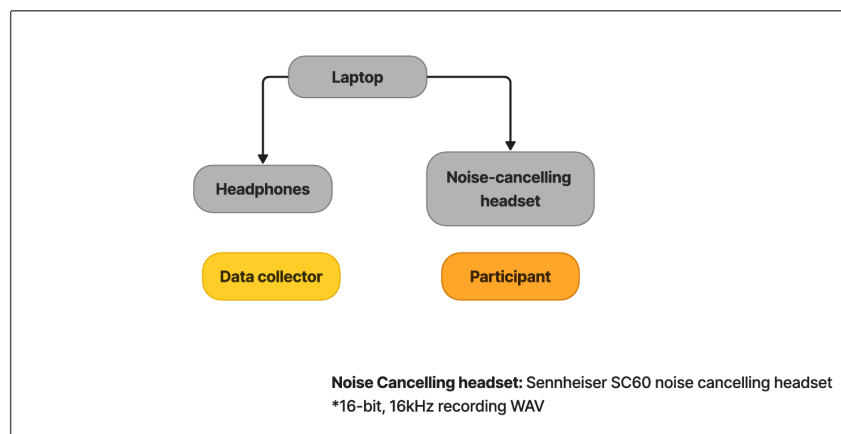 Laptop
Headphones
Noise-cancelling
headset
Data collector
Participant
Noise Cancelling headset: Sennheiser SC60 noise cancelling headset
*16-bit, 16kHz recording WAV